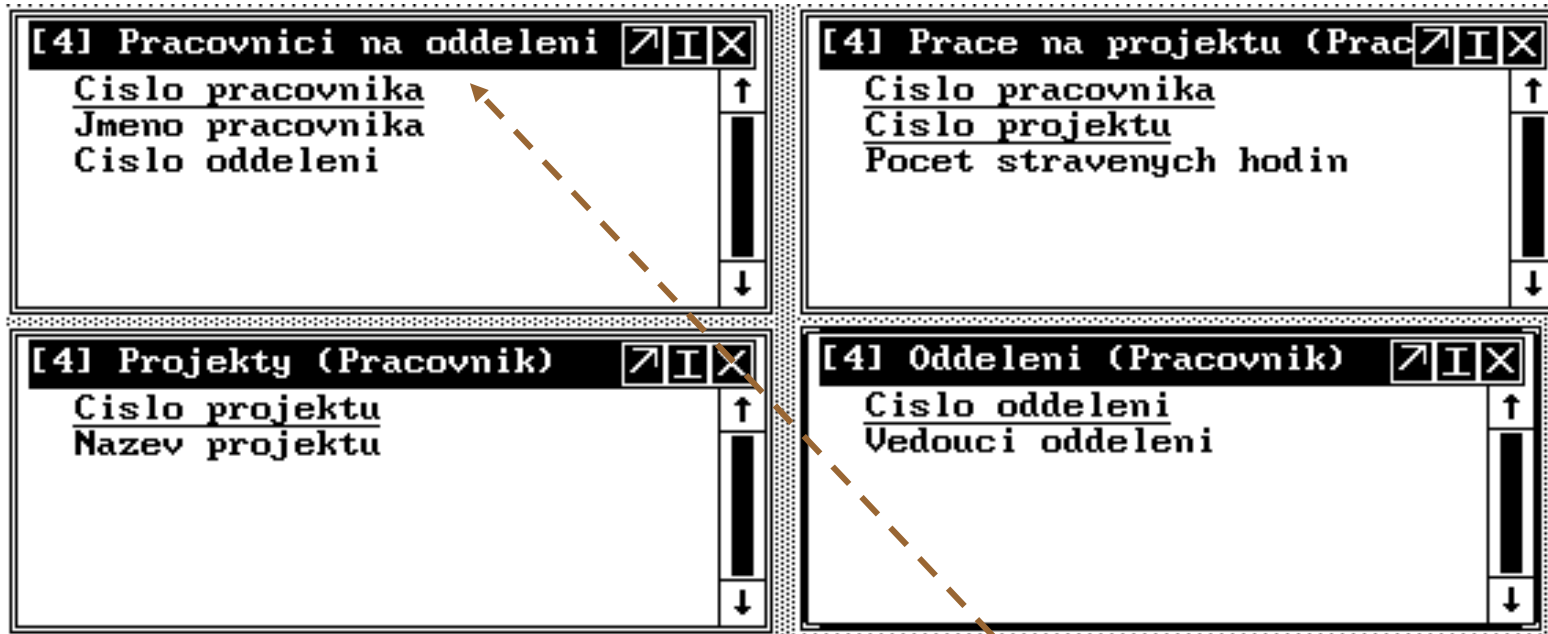 [4] Pracovnici na oddeleni
Cislo pracovnika
Jmeno pracovnika
Cislo oddeleni
[4] Prace na projektu (Prac
Cislo pracovnika
Cislo projektu
Pocet stravenych hodin
[4] Projekty (Pracovnik)
Cislo projektu
Nazev projektu
[4] Oddeleni (Pracovnik)
Cislo oddeleni
Vedouci oddeleni